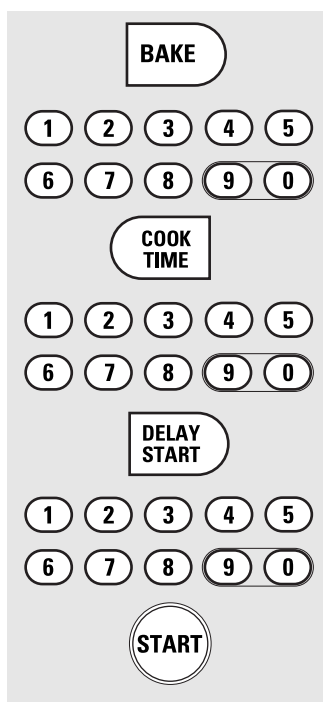 BAKE
1 2 3 4 5
6 7 8 9 0
COOK
TIME
1 2 3 4 5
6 7 8 9 0
DELAY
START
1 2 3 4 5
6 7 8 9 0
START